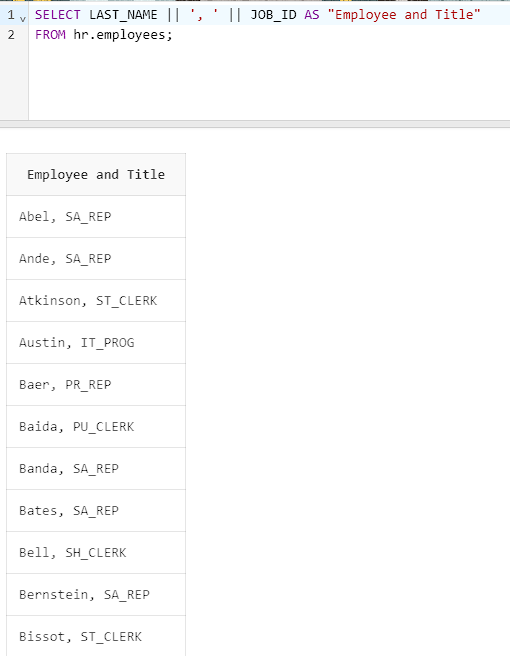 1 SELECT LAST_NAME || ', ' || JOB_ID AS "Employee and Title"
2 FROM hr.employees;
Employee and Title
Abel, SA_REP
Ande, SA_REP
Atkinson, ST_CLERK
Austin, IT_PROG
Baer, PR_REP
Baida, PU_CLERK
Banda, SA_REP
Bates, SA_REP
Bell, SH_CLERK
Bernstein, SA_REP
Bissot, ST_CLERK